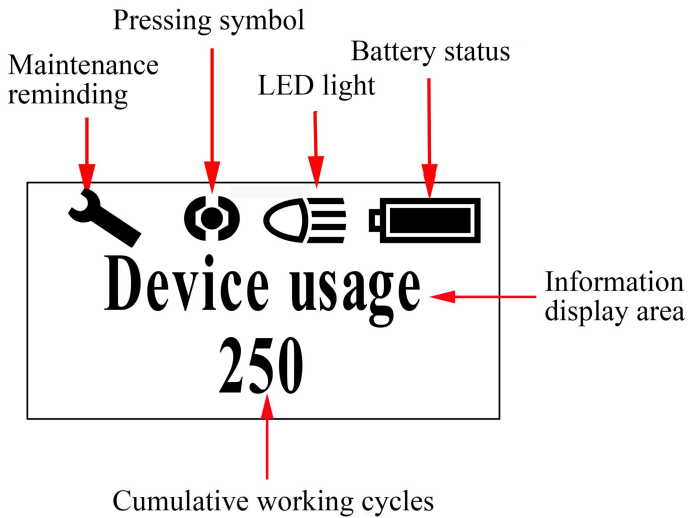 Pressing symbol
Battery status
Maintenance
reminding
LED light
Device usage
250
Information
display area
Cumulative working cycles